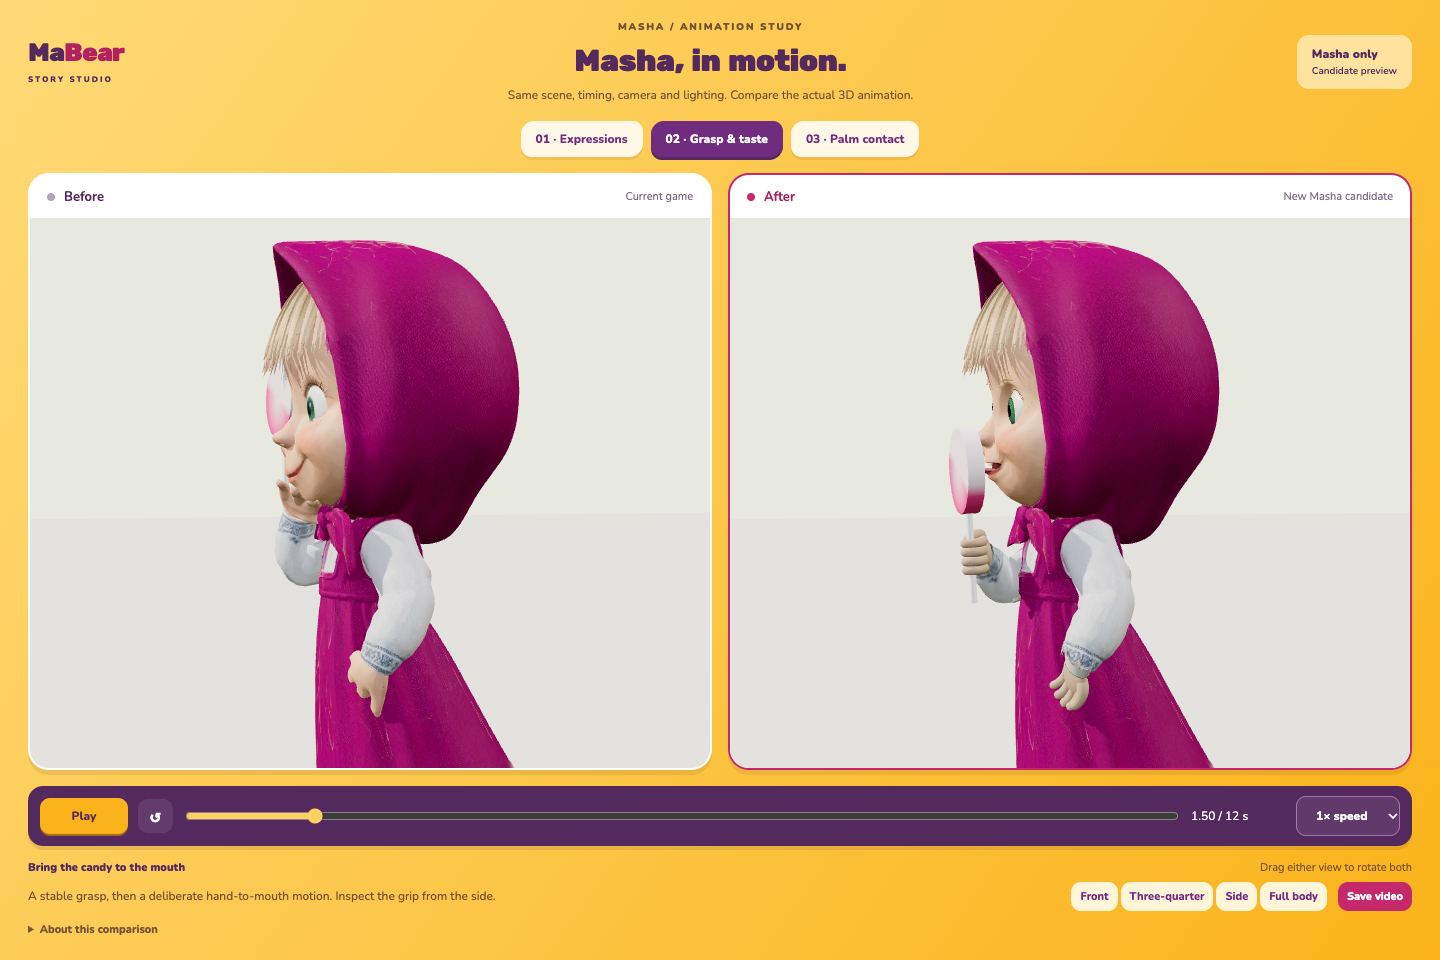 MaBear
STORY STUDIO
MASHA / ANIMATION STUDY
Masha, in motion.
Same scene, timing, camera and lighting. Compare the actual 3D animation.
Masha only
Candidate preview
01 · Expressions
02 · Grasp & taste
03 · Palm contact
Before
Current game
After
New Masha candidate
Play
↺
1.50 / 12 s
1× speed
Bring the candy to the mouth
A stable grasp, then a deliberate hand-to-mouth motion. Inspect the grip from the side.
About this comparison
Drag either view to rotate both
Front
Three-quarter
Side
Full body
Save video